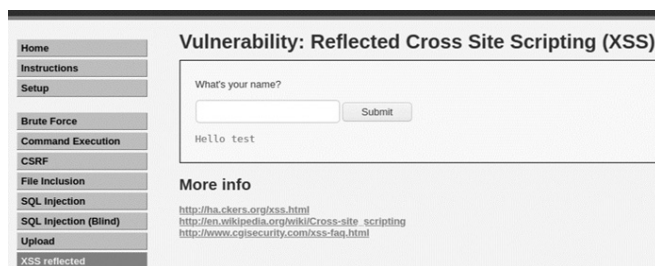 Home
Instructions
Setup
Brute Force
Command Execution
CSRF
File Inclusion
SQL Injection
SQL Injection (Blind)
Upload
XSS reflected
Vulnerability: Reflected Cross Site Scripting (XSS)
What's your name?
Submit
Hello test
More info
http://ha.ckers.org/xss.html
http://en.wikipedia.org/wiki/Cross-site_scripting
http://www.cgisecurity.com/xss-faq.html